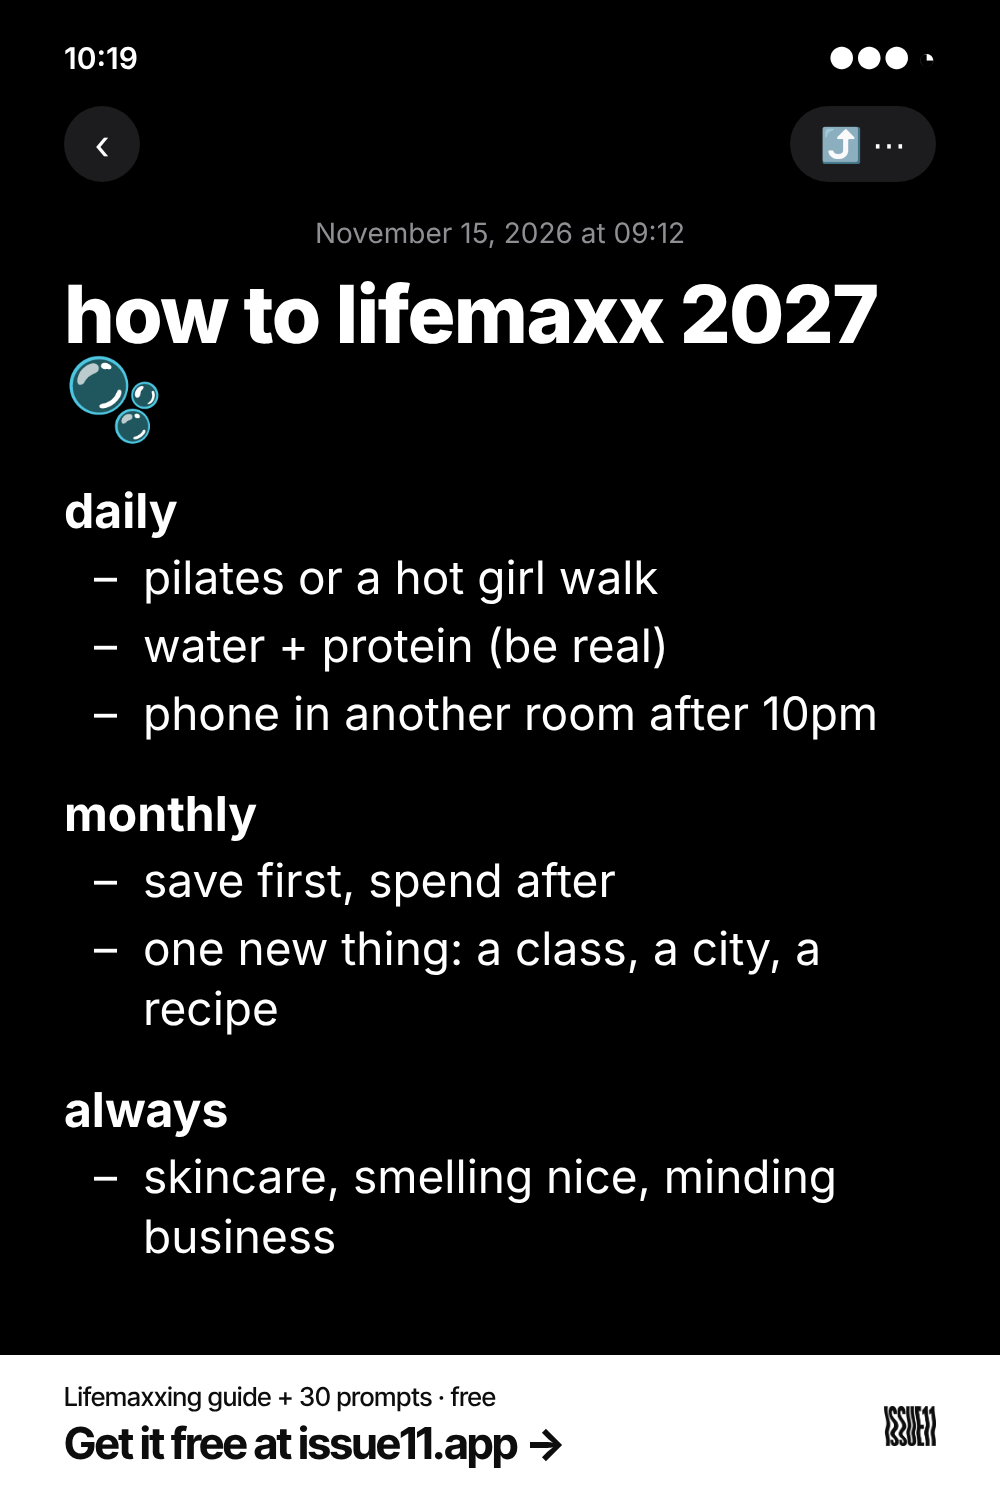 10:19
‹
⤴️ ...
November 15, 2026 at 09:12
how to lifemaxx 2027
🫧
daily
– pilates or a hot girl walk
– water + protein (be real)
– phone in another room after 10pm
monthly
– save first, spend after
– one new thing: a class, a city, a
recipe
always
– skincare, smelling nice, minding
business
Lifemaxxing guide + 30 prompts · free
Get it free at issue11.app →
ISSUE11